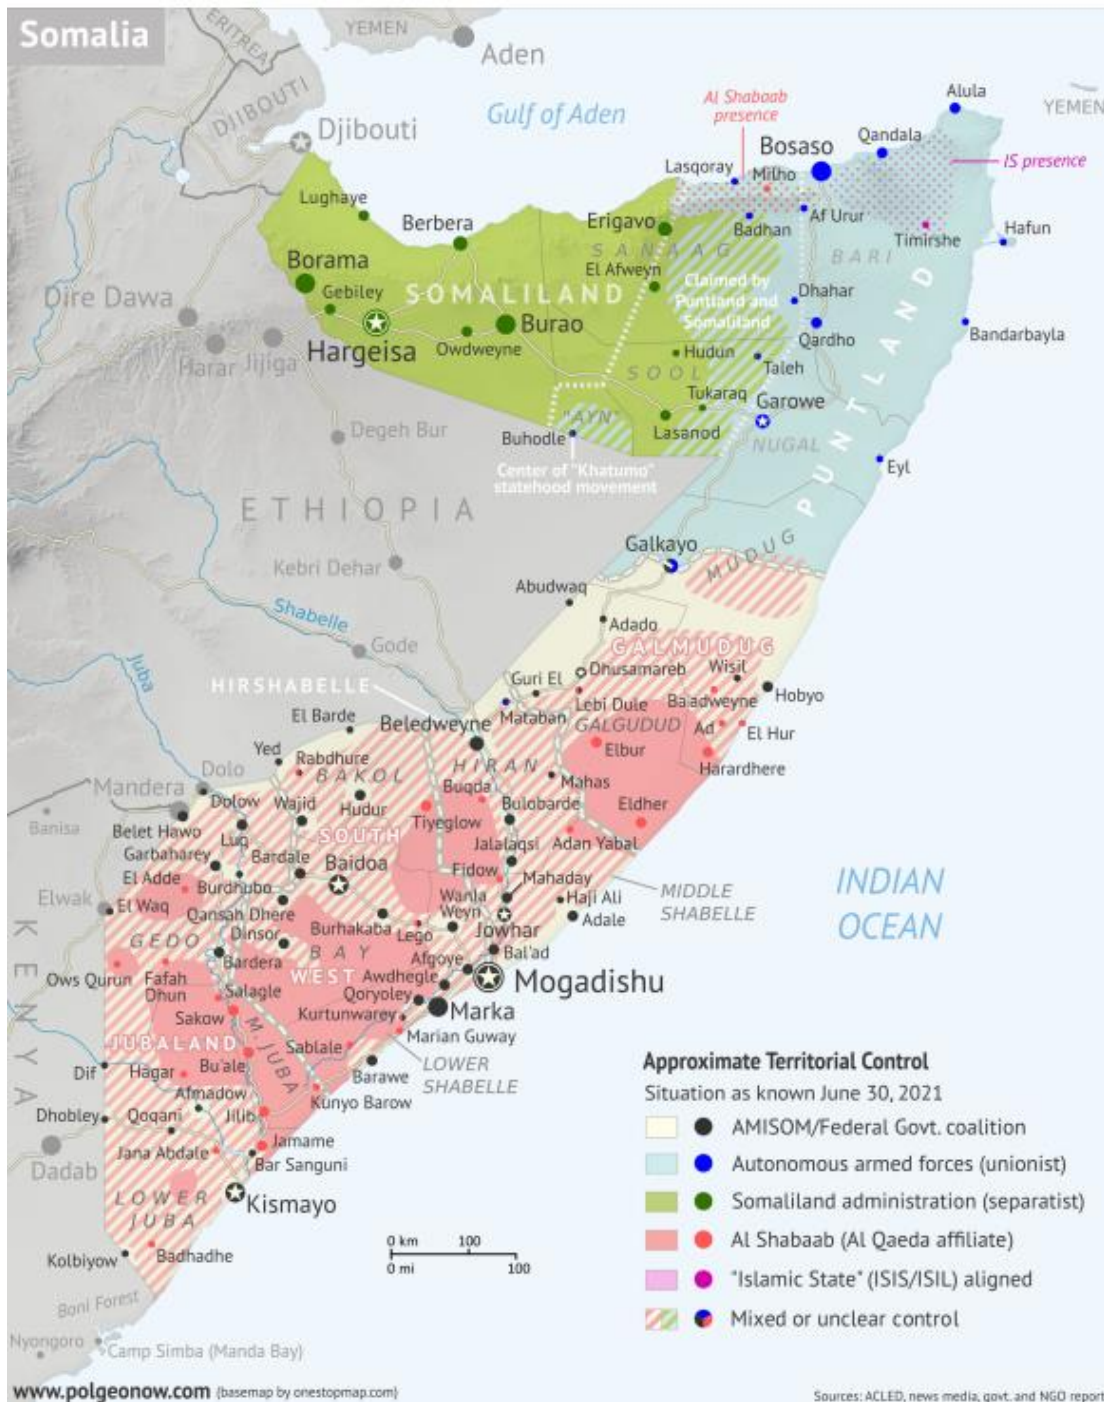 Somalia
ERITREA
YEMEN
Aden
DJIBOUTI
Djibouti
Gulf of Aden
Al Shabaab
presence
Alula
YEMEN
Qandala
Bosaso
IS presence
Lasqoray
Milho
Lughaye
Berbera
Erigavo
Badhan
Af Urur
Timirshe
Hafun
SANAAG
BARI
Borama
El Afweyn
Claimed by
Puntland and
Somaliland
Dire Dawa
Gebiley
SOMALILAND
Burao
Dhahar
Bandarbayla
Harar
Jijiga
Hargeisa
Owdweyne
Hudun
Qardho
SOOL
Taleh
PUNTLAND
Tukaraq
Garowe
"AYN"
Degeh Bur
Buhodle
Lasanod
NUGAL
Center of "Khatumo"
statehood movement
Eyl
ETHIOPIA
Galkayo
MUDUG
Kebri Dehar
Abudwaq
Shabelle
Adado
Gode
GALMUDUG
Juba
Dhusamareb
Wisil
HIRSHABELLE
Guri El
Hobyo
El Barde
Mataban
Lebi Dule
Ba'adweyne
Beledweyne
GALGUDUD
Ad
El Hur
Yed
Rabdhure
Elbur
Harardhere
BAKOL
HIRAN
Dolo
Mahas
Mandera
Dolow
Wajid
Hudur
Buqda
Bulobarde
Eldher
Banisa
Tiyeglow
Belet Hawo
Luq
SOUTH
Adan Yabal
Garbaharey
Bardale
Baidoa
Jalalaqsi
El Adde
Fidow
Mahaday
Burdhubo
Wanla
Weyn
Haji Ali
MIDDLE
SHABELLE
Elwak
El Waq
Qansah Dhere
Burhakaba
Lego
Jowhar
Adale
INDIAN
OCEAN
GEDO
Dinsor
BAY
Bal'ad
Bardera
Afgoye
Ows Qurun
Fafah
Dhun
WEST
Awdhegle
Mogadishu
Salagle
Qoryoley
Sakow
Kurtunwarey
Marka
KENYA
JUBALAND
M. JUBA
Marian Guway
Bu'ale
Sablale
LOWER
SHABELLE
Dif
Hagar
Barawe
Afmadow
Kunyo Barow
Dhobley
Qoqani
Jilib
Dadab
Jana Abdale
Jamame
Bar Sanguni
LOWER
JUBA
Kismayo
Kolbiyow
Badhadhe
Boni Forest
Nyongoro
Camp Simba (Manda Bay)
0 km 100
0 mi 100
Approximate Territorial Control
Situation as known June 30, 2021
AMISOM/Federal Govt. coalition
Autonomous armed forces (unionist)
Somaliland administration (separatist)
Al Shabaab (Al Qaeda affiliate)
"Islamic State" (ISIS/ISIL) aligned
Mixed or unclear control
www.polgeonow.com (basemap by onestopmap.com)
Sources: ACLED, news media, govt. and NGO report